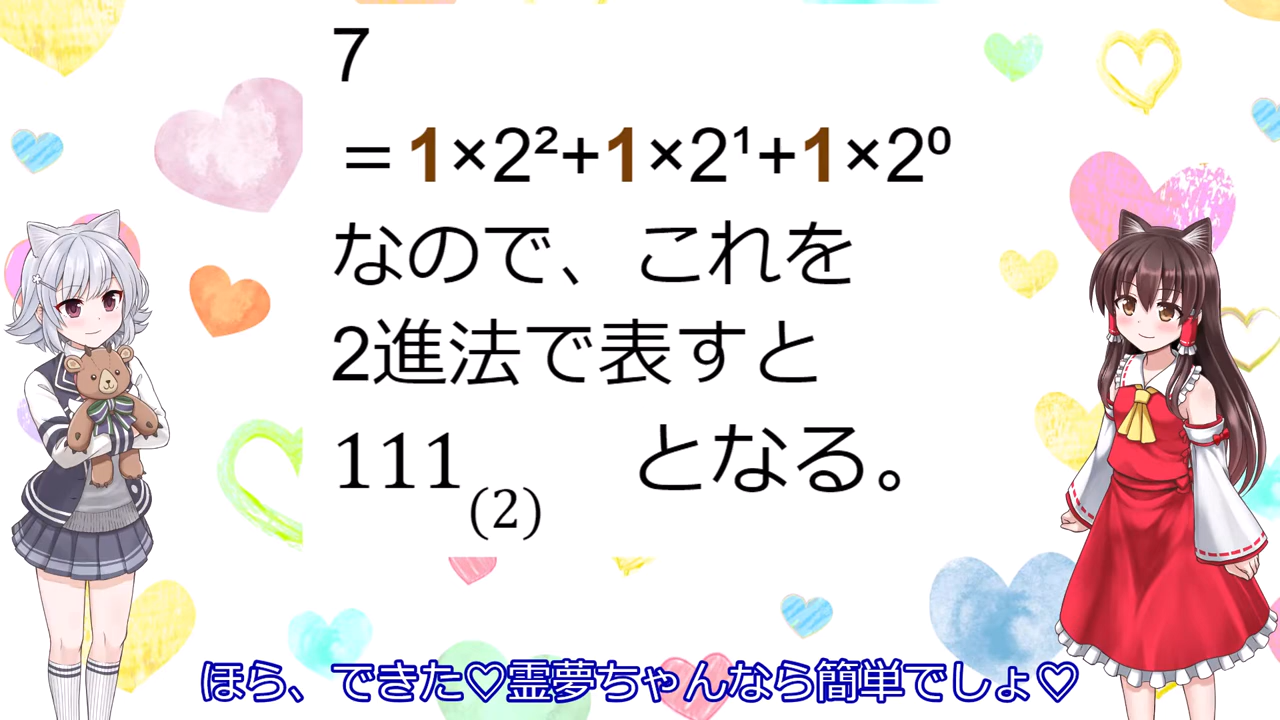 7
＝1×2²+1×2¹+1×2⁰
なので、これを
2進法で表すと
111₍₂₎ となる。
ほら、できた♡霊夢ちゃんなら簡単でしょ♡